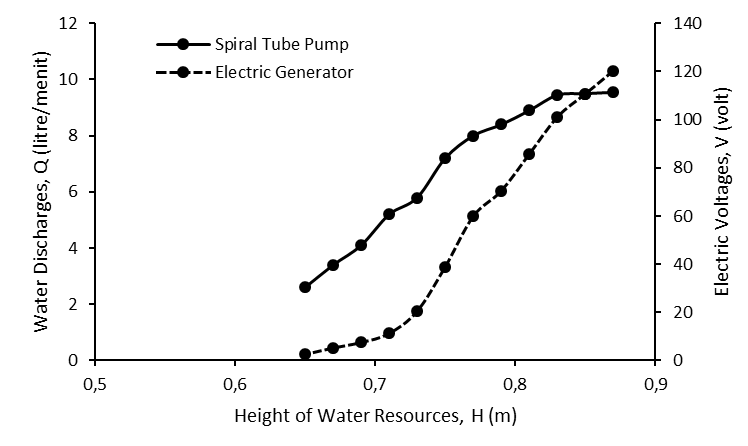 Spiral Tube Pump
Electric Generator
Water Discharges, Q (litre/menit)
12
10
8
6
4
2
0
140
120
100
80
60
40
20
0
Electric Voltages, V (volt)
0,5 0,6 0,7 0,8 0,9
Height of Water Resources, H (m)